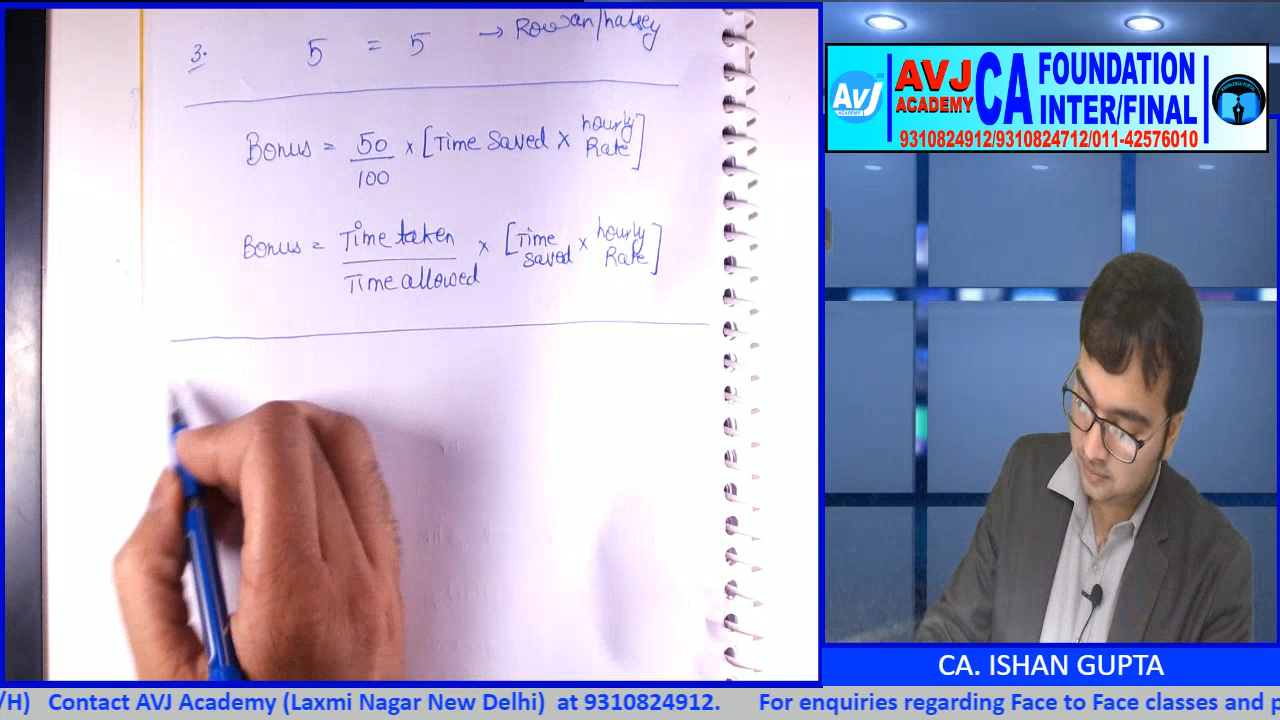 3. 5 = 5 → Rowan/halsey
Bonus = 50/100 × [Time Saved × hourly Rate]
Bonus = Time taken/Time allowed × [Time saved × hourly Rate]
AVJ ACADEMY CA FOUNDATION INTER/FINAL
9310824912/9310824712/011-42576010
CA. ISHAN GUPTA
/H) Contact AVJ Academy (Laxmi Nagar New Delhi) at 9310824912. For enquiries regarding Face to Face classes and p